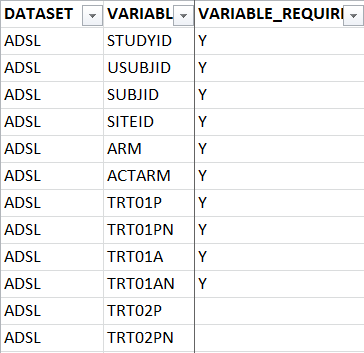 DATASET VARIABL VARIABLE_REQUIRE
ADSL STUDYID Y
ADSL USUBJID Y
ADSL SUBJID Y
ADSL SITEID Y
ADSL ARM Y
ADSL ACTARM Y
ADSL TRT01P Y
ADSL TRT01PN Y
ADSL TRT01A Y
ADSL TRT01AN Y
ADSL TRT02P
ADSL TRT02PN